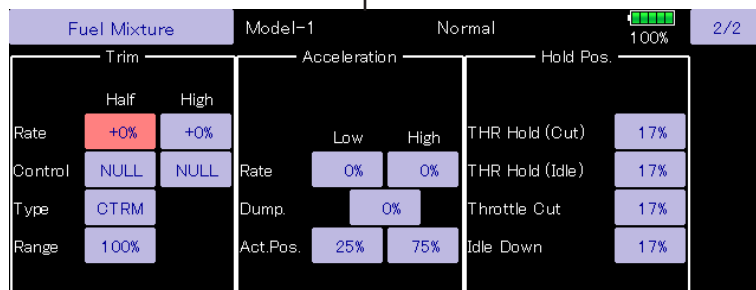 Fuel Mixture Model-1 Normal 100% 2/2
Trim Acceleration Hold Pos.
Half High
Rate +0% +0% Low High THR Hold (Cut) 17%
Control NULL NULL Rate 0% 0% THR Hold (Idle) 17%
Type CTRM Dump. 0% Throttle Cut 17%
Range 100% Act.Pos. 25% 75% Idle Down 17%